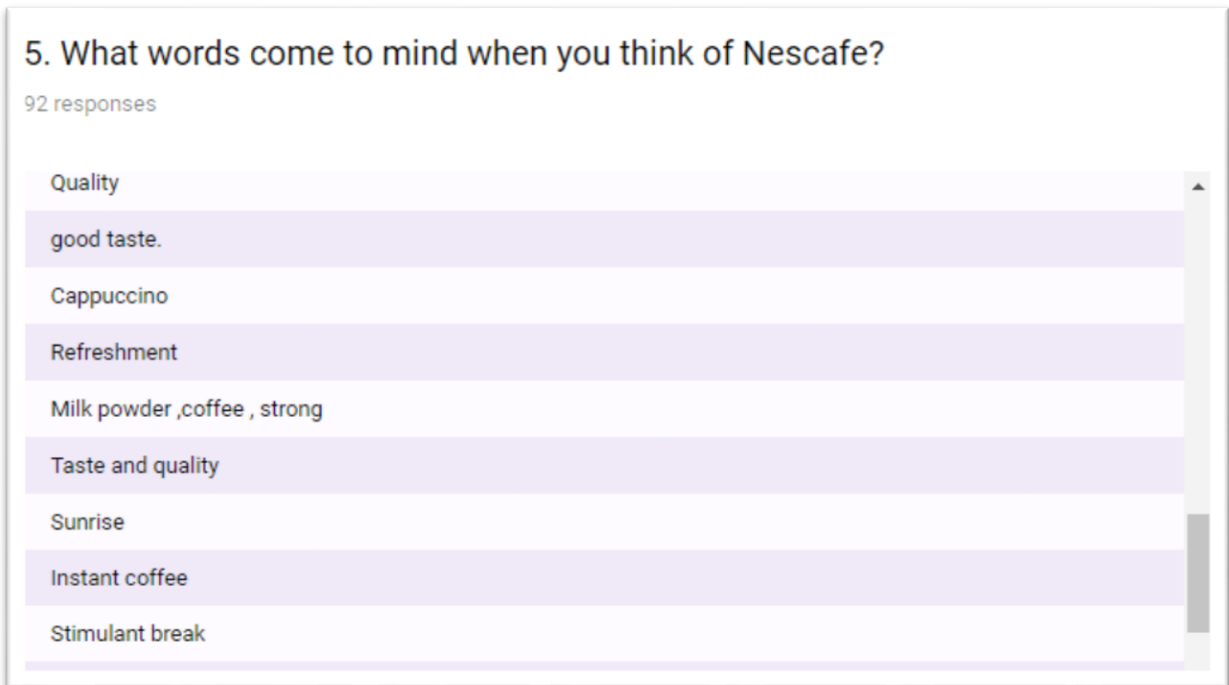 5. What words come to mind when you think of Nescafe?
92 responses
Quality
good taste.
Cappuccino
Refreshment
Milk powder ,coffee , strong
Taste and quality
Sunrise
Instant coffee
Stimulant break